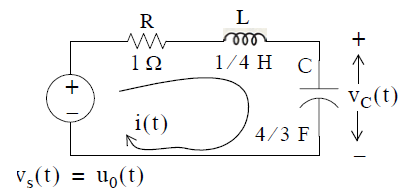 R L
+
1 Ω 1/4 H C
+ v_C(t)
−
i(t)
4/3 F
−
v_s(t) = u_0(t)